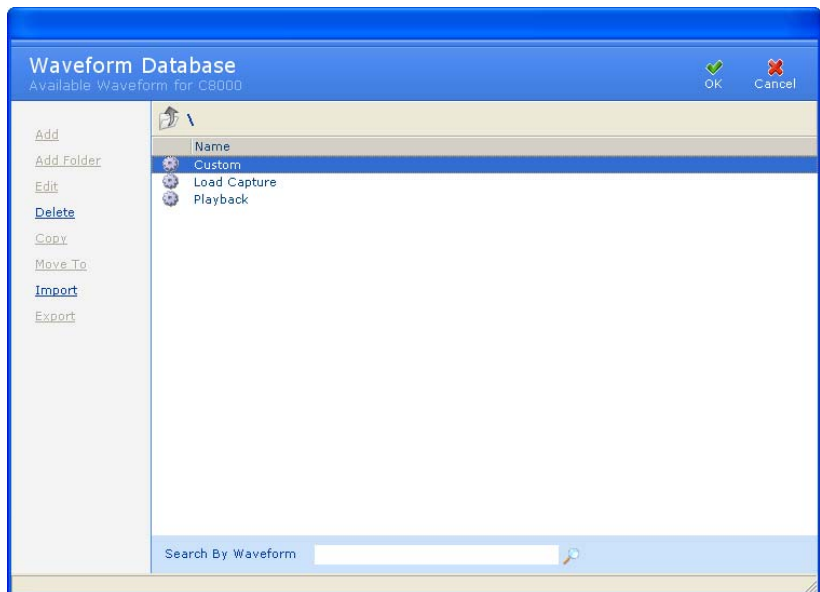 Waveform Database
Available Waveform for C8000
OK
Cancel
Add
Add Folder
Edit
Delete
Copy
Move To
Import
Export
\
Name
Custom
Load Capture
Playback
Search By Waveform